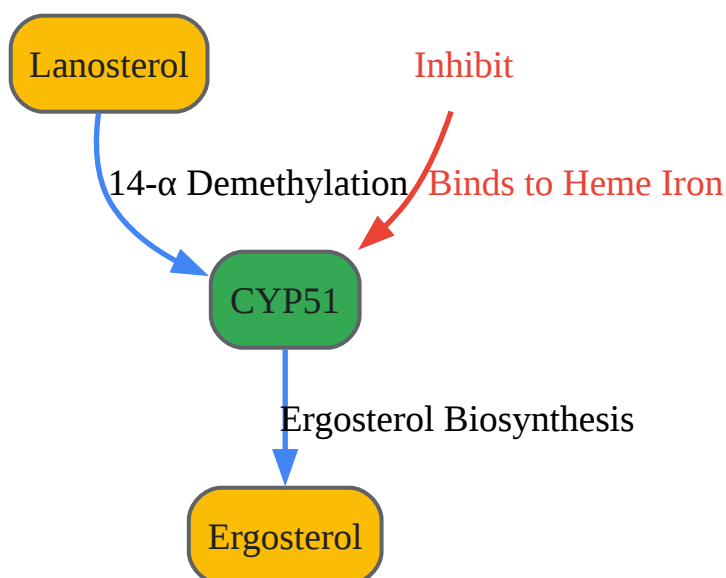 Lanosterol
Inhibit
14-α Demethylation
Binds to Heme Iron
CYP51
Ergosterol Biosynthesis
Ergosterol